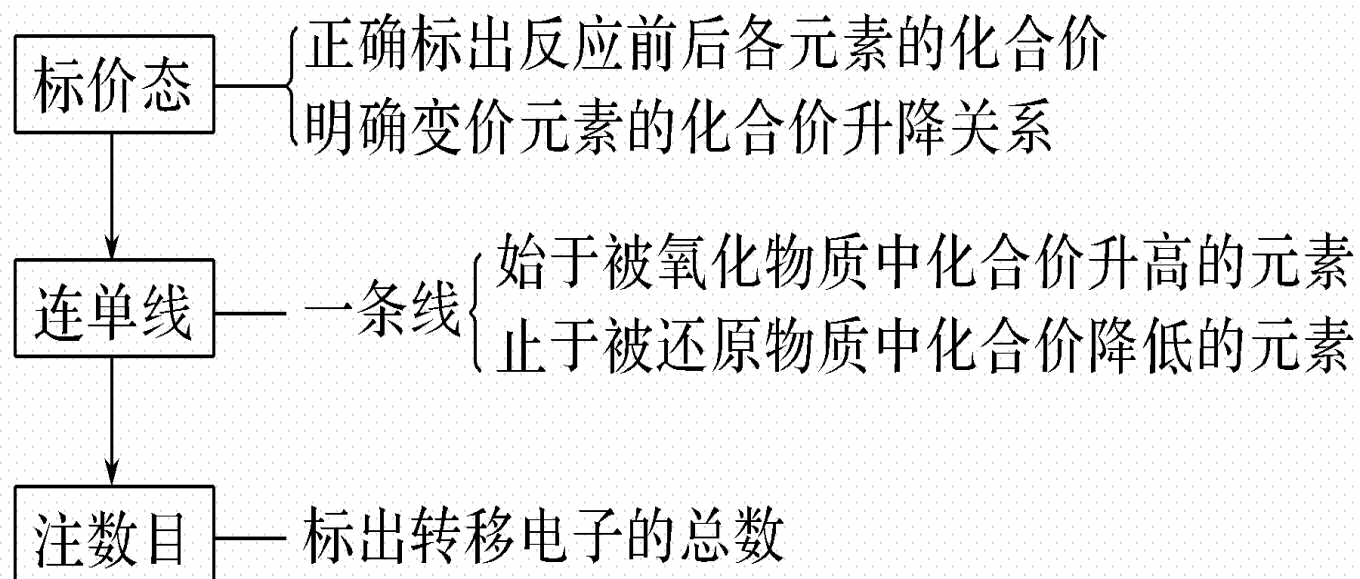 正确标出反应前后各元素的化合价
标价态
明确变价元素的化合价升降关系
始于被氧化物质中化合价升高的元素
连单线
一条线
止于被还原物质中化合价降低的元素
注数目
标出转移电子的总数